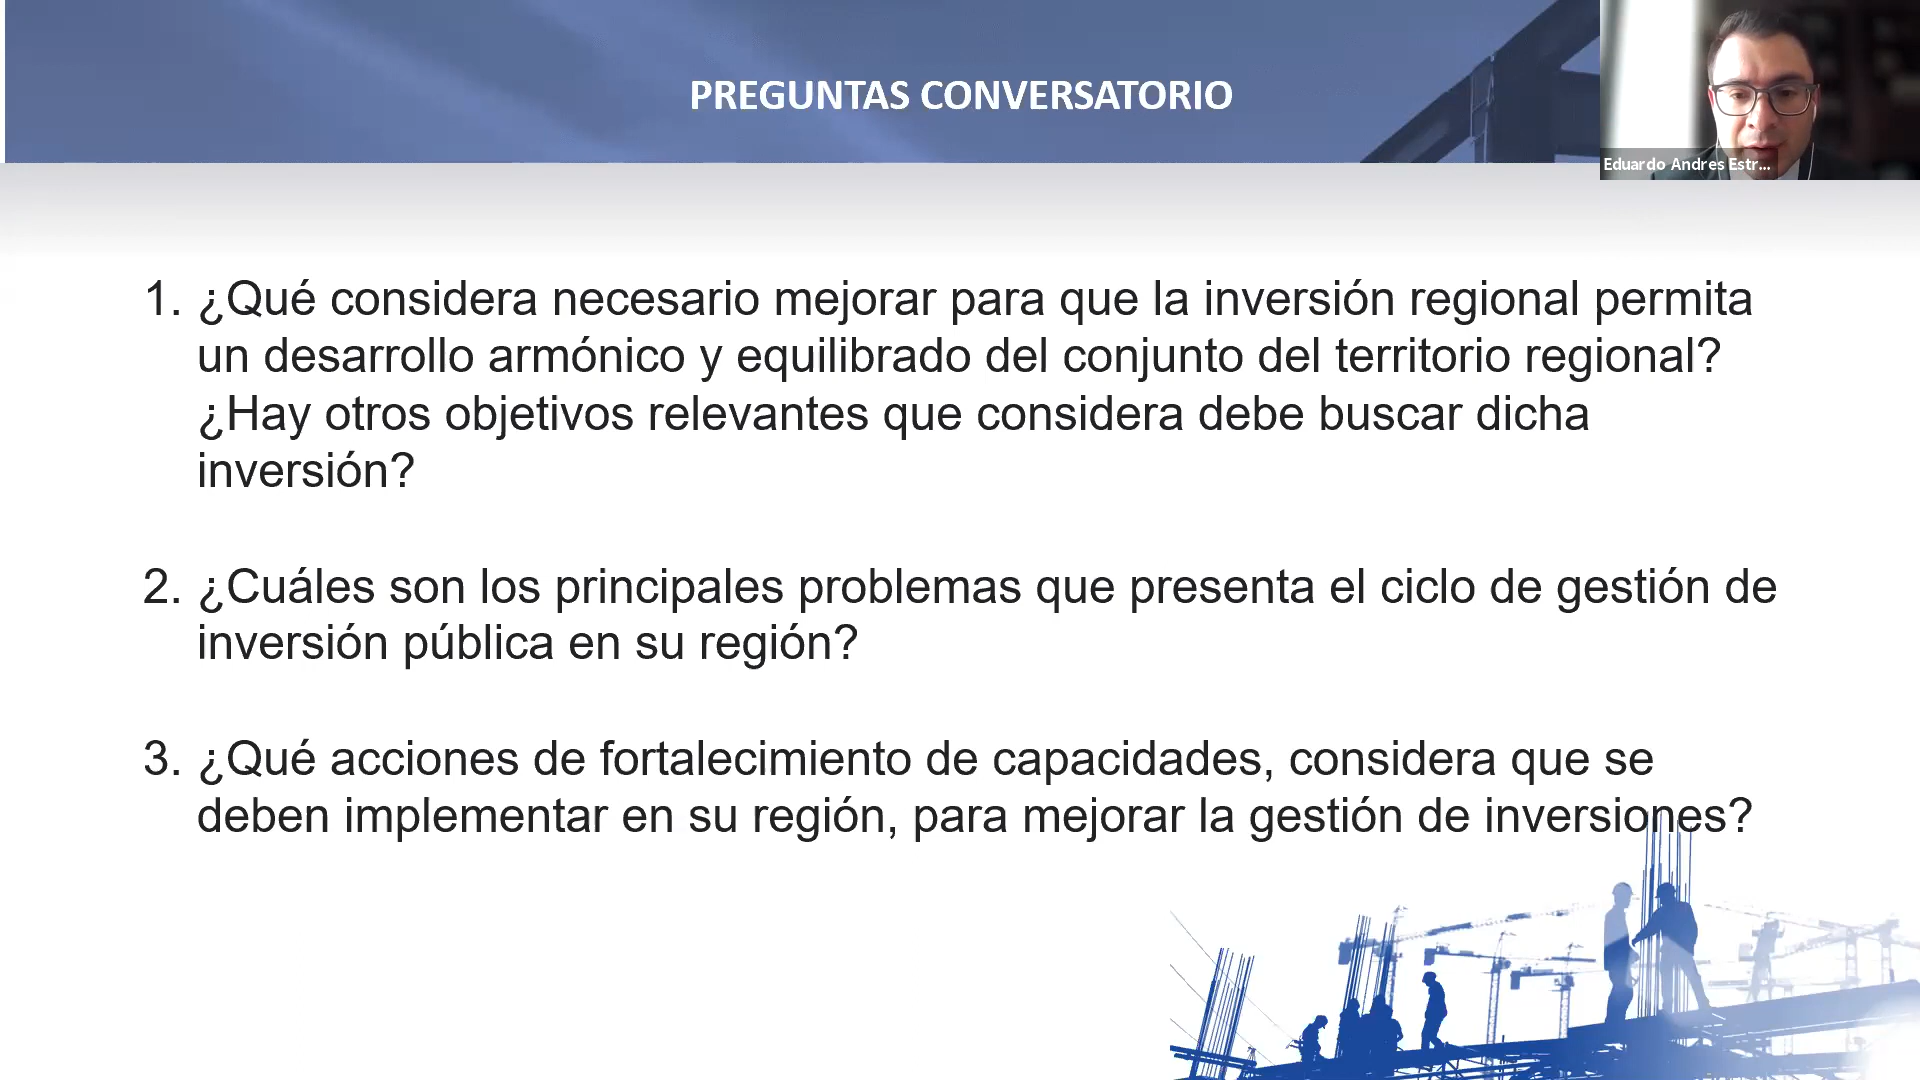 PREGUNTAS CONVERSATORIO
Eduardo Andres Estr...
1. ¿Qué considera necesario mejorar para que la inversión regional permita
un desarrollo armónico y equilibrado del conjunto del territorio regional?
¿Hay otros objetivos relevantes que considera debe buscar dicha
inversión?
2. ¿Cuáles son los principales problemas que presenta el ciclo de gestión de
inversión pública en su región?
3. ¿Qué acciones de fortalecimiento de capacidades, considera que se
deben implementar en su región, para mejorar la gestión de inversiones?